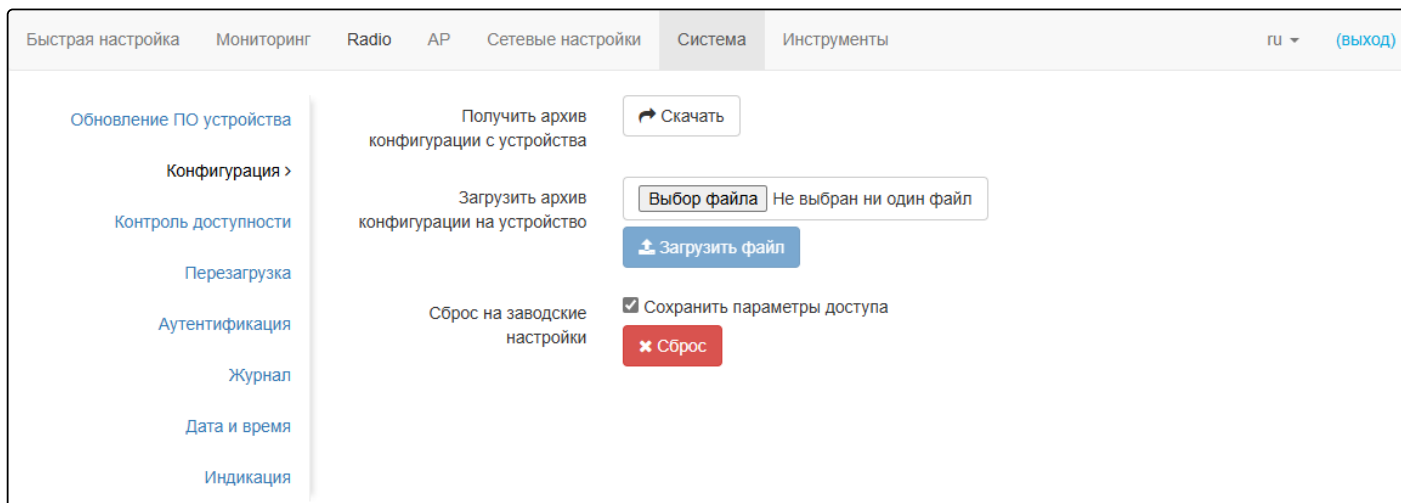 Быстрая настройка Мониторинг Radio AP Сетевые настройки Система Инструменты ru (выход)
Обновление ПО устройства
Конфигурация >
Контроль доступности
Перезагрузка
Аутентификация
Журнал
Дата и время
Индикация
Получить архив
конфигурации с устройства
Скачать
Загрузить архив
конфигурации на устройство
Выбор файла Не выбран ни один файл
Загрузить файл
Сброс на заводские
настройки
Сохранить параметры доступа
Сброс